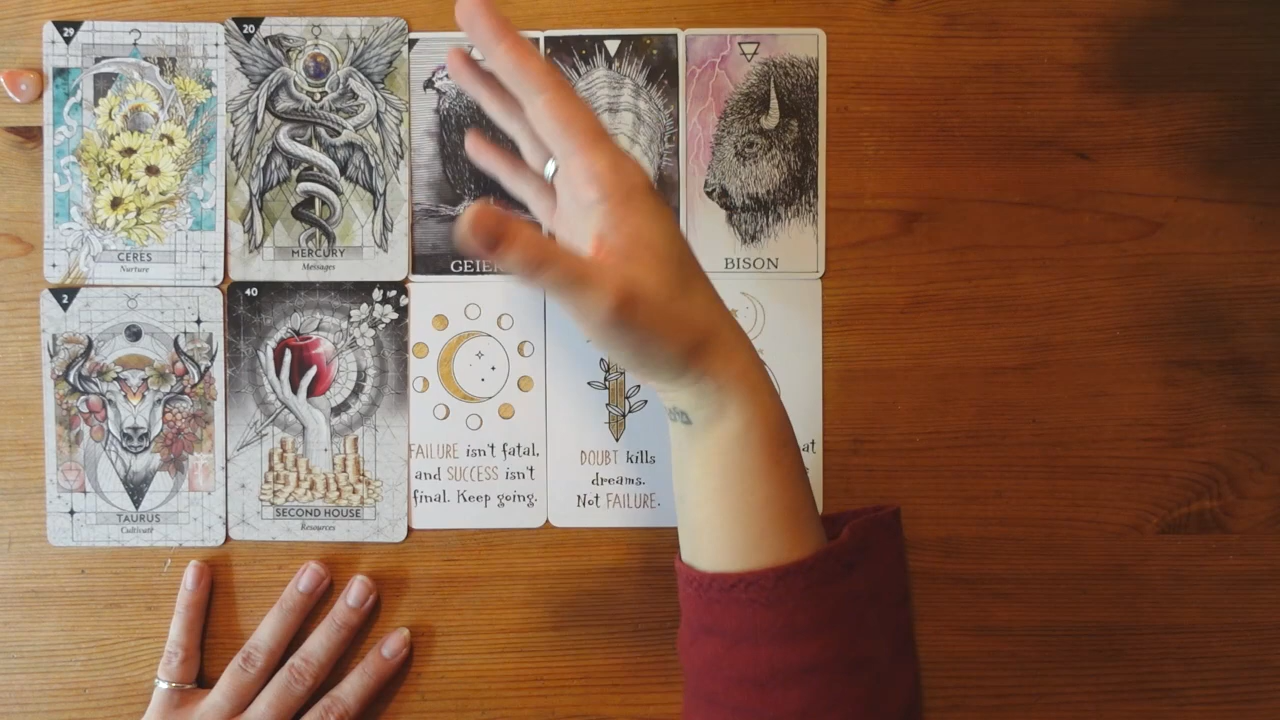 29
CERES
Nurture
20
MERCURY
Messages
GEIER
BISON
2
TAURUS
Cultivate
40
SECOND HOUSE
Resources
FAILURE isn't fatal,
and SUCCESS isn't
final. Keep going.
DOUBT kills
dreams.
Not FAILURE.